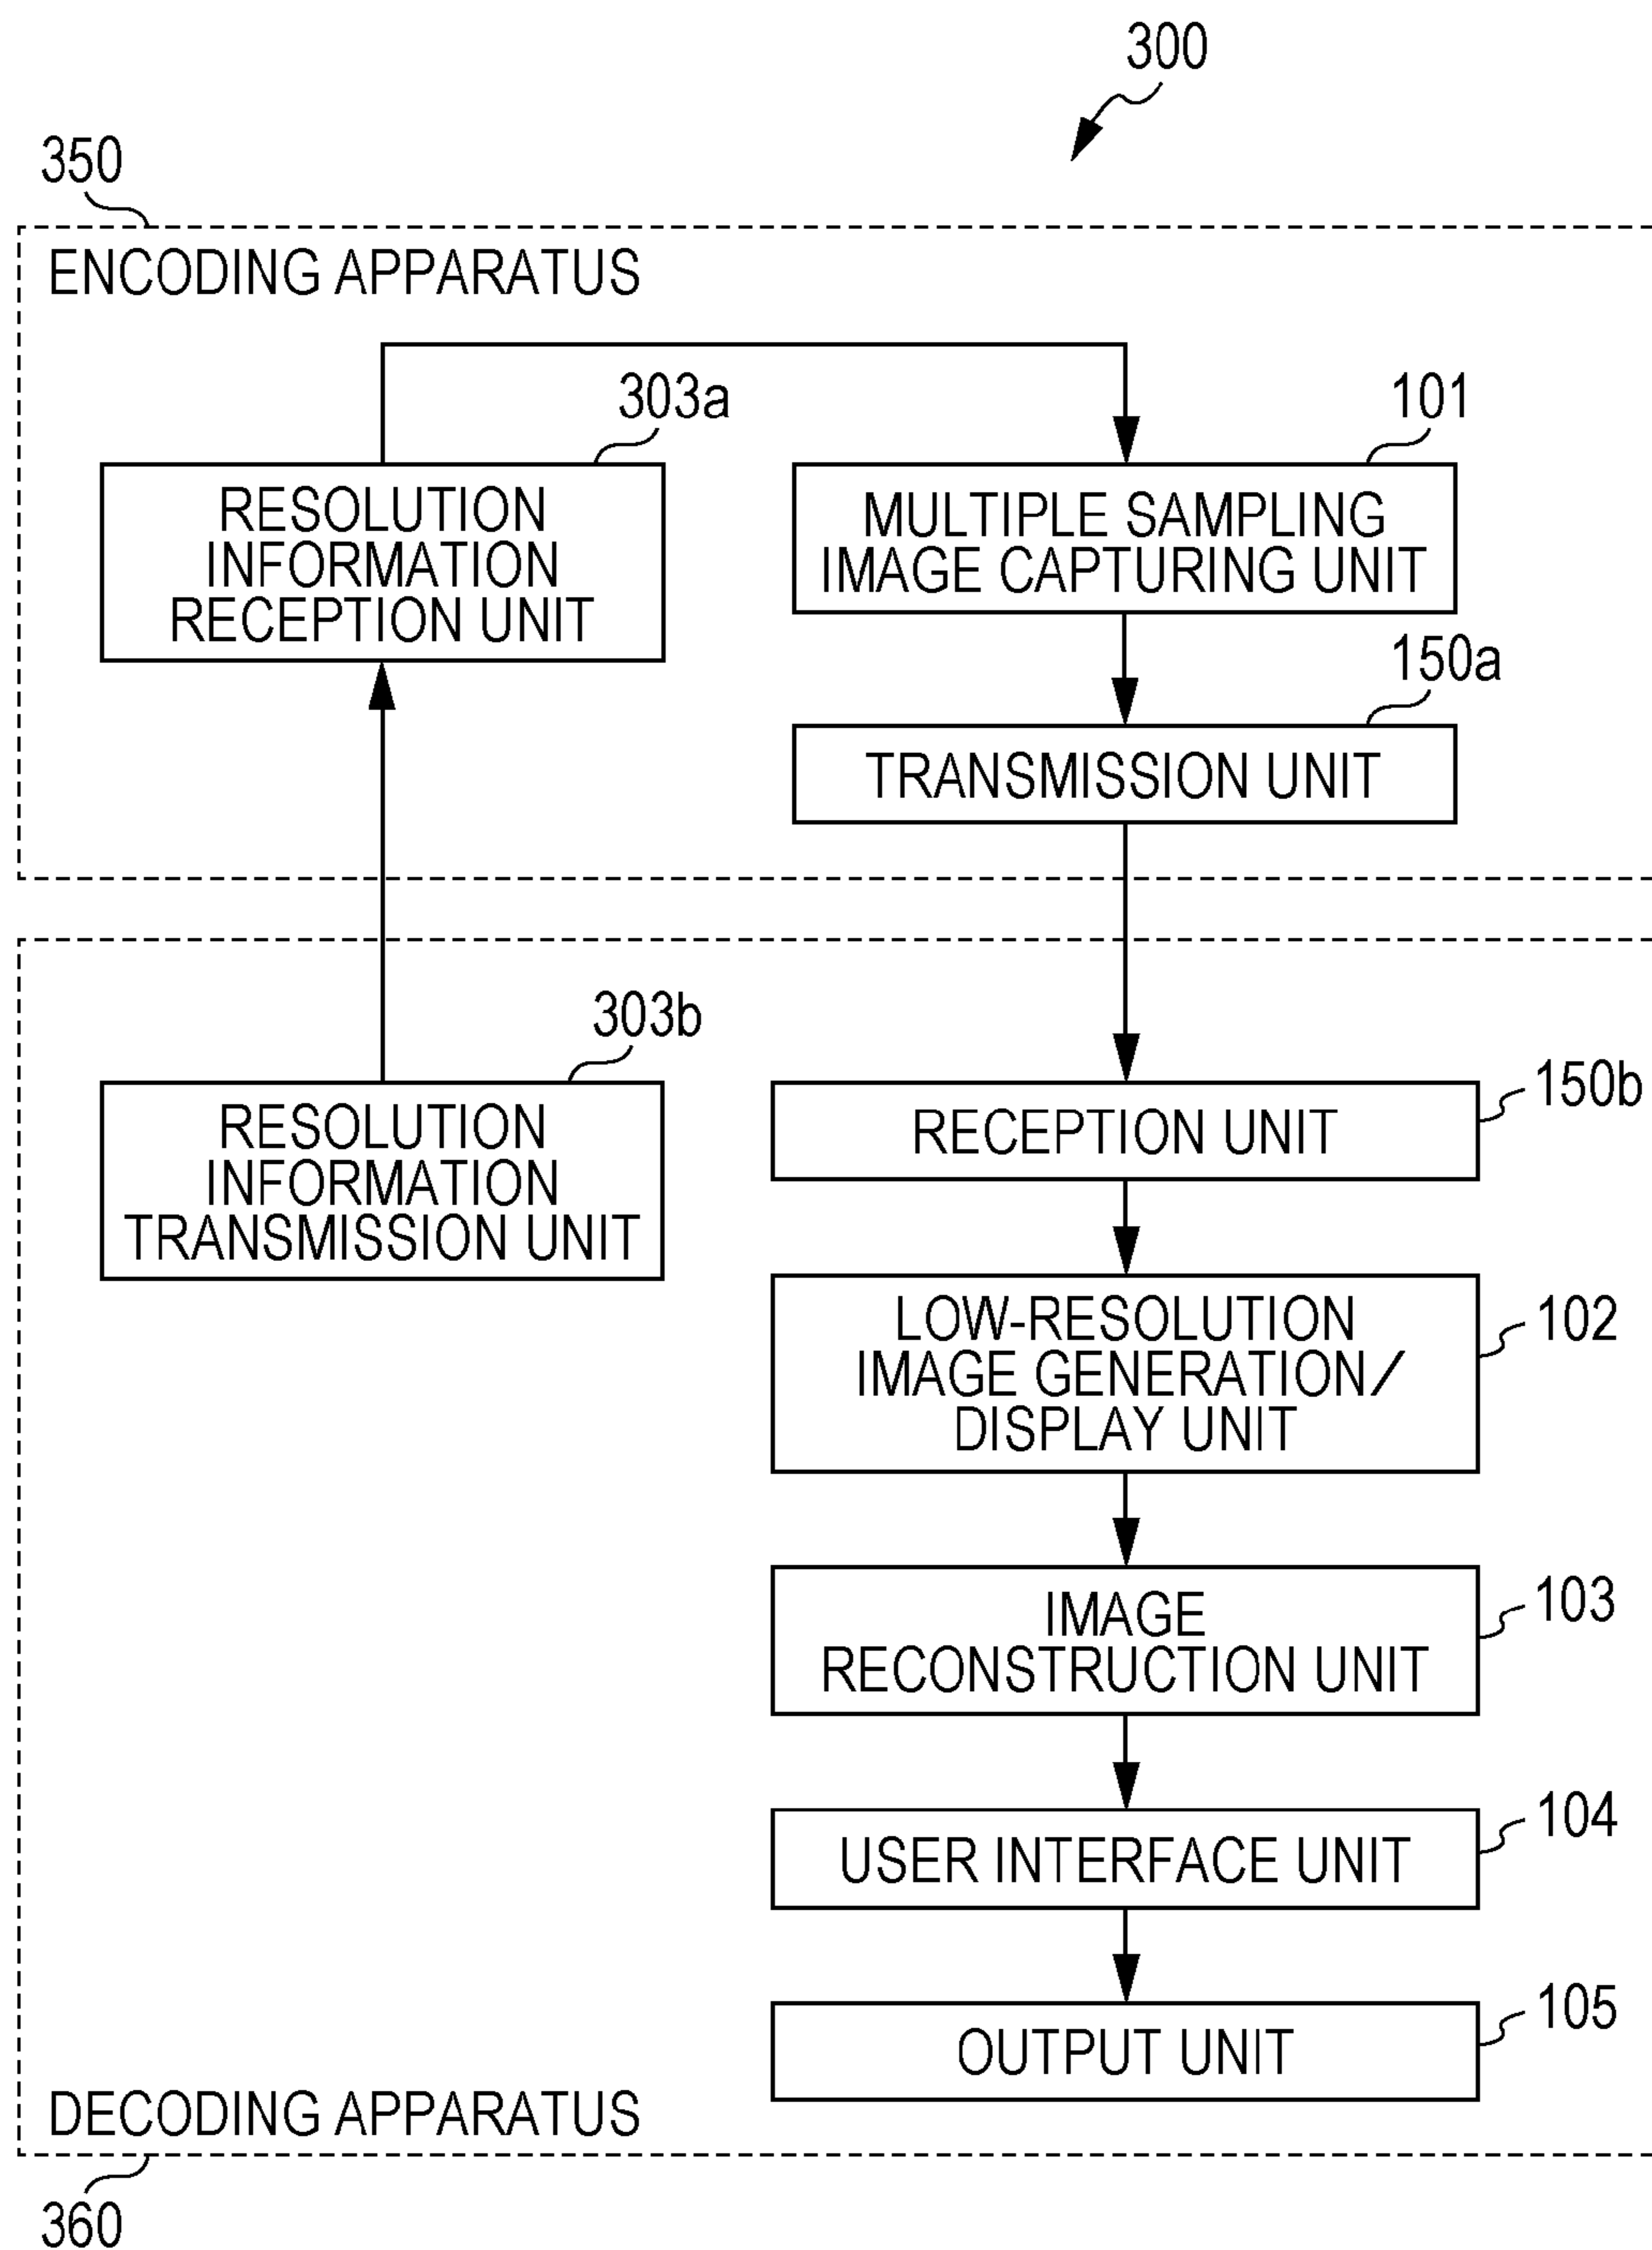 300
350
ENCODING APPARATUS
303a
101
RESOLUTION
INFORMATION
RECEPTION UNIT
MULTIPLE SAMPLING
IMAGE CAPTURING UNIT
150a
TRANSMISSION UNIT
303b
RESOLUTION
INFORMATION
TRANSMISSION UNIT
150b
RECEPTION UNIT
102
LOW-RESOLUTION
IMAGE GENERATION/
DISPLAY UNIT
103
IMAGE
RECONSTRUCTION UNIT
104
USER INTERFACE UNIT
105
OUTPUT UNIT
DECODING APPARATUS
360